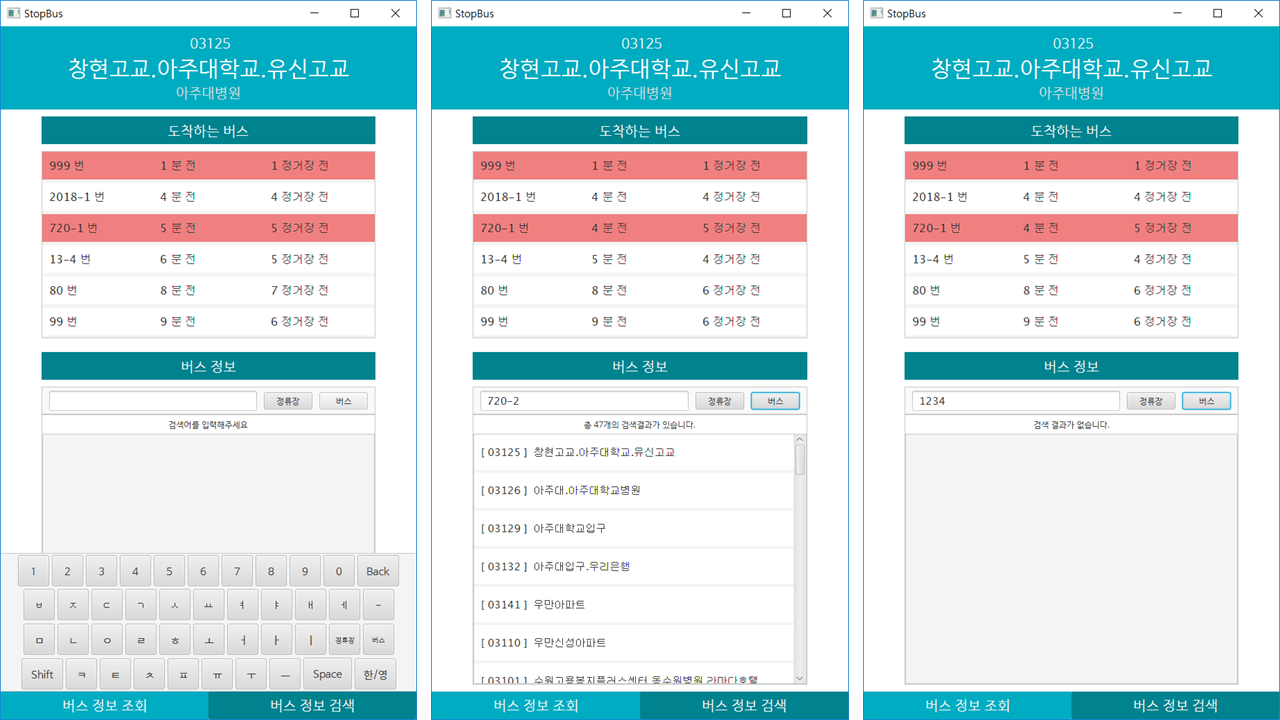 StopBus
03125
창현고교.아주대학교.유신고교
아주대병원
도착하는 버스
999 번 1 분 전 1 정거장 전
2018-1 번 4 분 전 4 정거장 전
720-1 번 5 분 전 5 정거장 전
13-4 번 6 분 전 5 정거장 전
80 번 8 분 전 7 정거장 전
99 번 9 분 전 6 정거장 전
버스 정보
정류장 버스
검색어를 입력해주세요
1 2 3 4 5 6 7 8 9 0 Back
ㅂ ㅈ ㄷ ㄱ ㅅ ㅛ ㅕ ㅑ ㅐ ㅔ -
ㅁ ㄴ ㅇ ㄹ ㅎ ㅗ ㅓ ㅏ ㅣ 정류장 버스
Shift ㅋ ㅌ ㅊ ㅍ ㅠ ㅜ ㅡ Space 한/영
버스 정보 조회 버스 정보 검색
StopBus
03125
창현고교.아주대학교.유신고교
아주대병원
도착하는 버스
999 번 1 분 전 1 정거장 전
2018-1 번 4 분 전 4 정거장 전
720-1 번 4 분 전 5 정거장 전
13-4 번 5 분 전 4 정거장 전
80 번 8 분 전 6 정거장 전
99 번 9 분 전 6 정거장 전
버스 정보
720-2 정류장 버스
총 47개의 검색결과가 있습니다.
[ 03125 ] 창현고교.아주대학교.유신고교
[ 03126 ] 아주대.아주대학교병원
[ 03129 ] 아주대학교입구
[ 03132 ] 아주대입구.우리은행
[ 03141 ] 우만아파트
[ 03110 ] 우만신성아파트
[ 03101 ] 수원고용복지플러스센터.동수원병원.라마다호텔
버스 정보 조회 버스 정보 검색
StopBus
03125
창현고교.아주대학교.유신고교
아주대병원
도착하는 버스
999 번 1 분 전 1 정거장 전
2018-1 번 4 분 전 4 정거장 전
720-1 번 4 분 전 5 정거장 전
13-4 번 5 분 전 4 정거장 전
80 번 8 분 전 6 정거장 전
99 번 9 분 전 6 정거장 전
버스 정보
1234 정류장 버스
검색 결과가 없습니다.
버스 정보 조회 버스 정보 검색